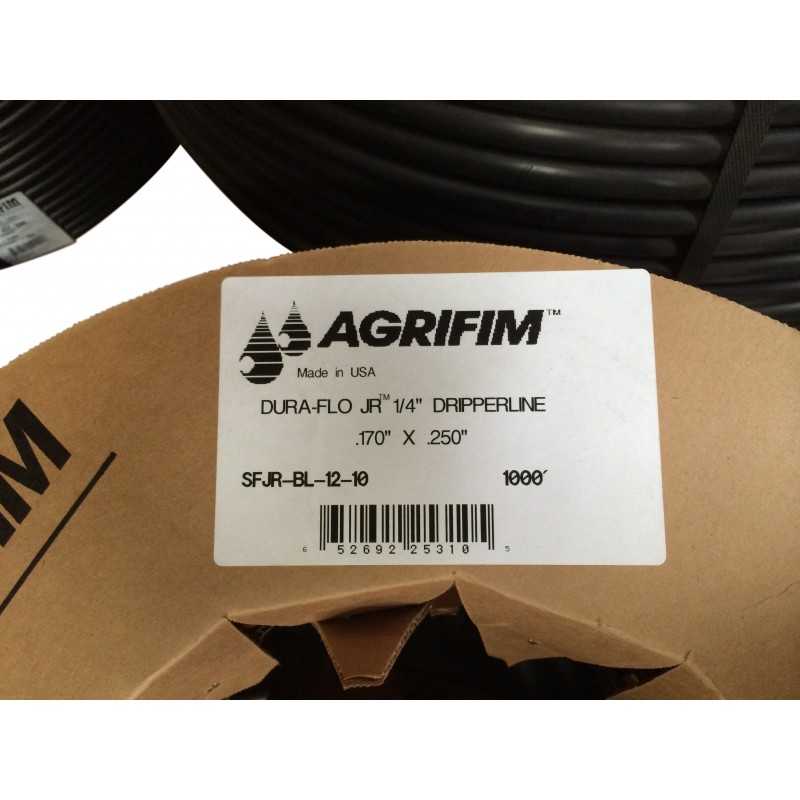 AGRIFIM™
Made in USA
DURA-FLO JR™ 1/4" DRIPPERLINE
.170" X .250"
SFJR-BL-12-10 1000´
6 52692 25310 5